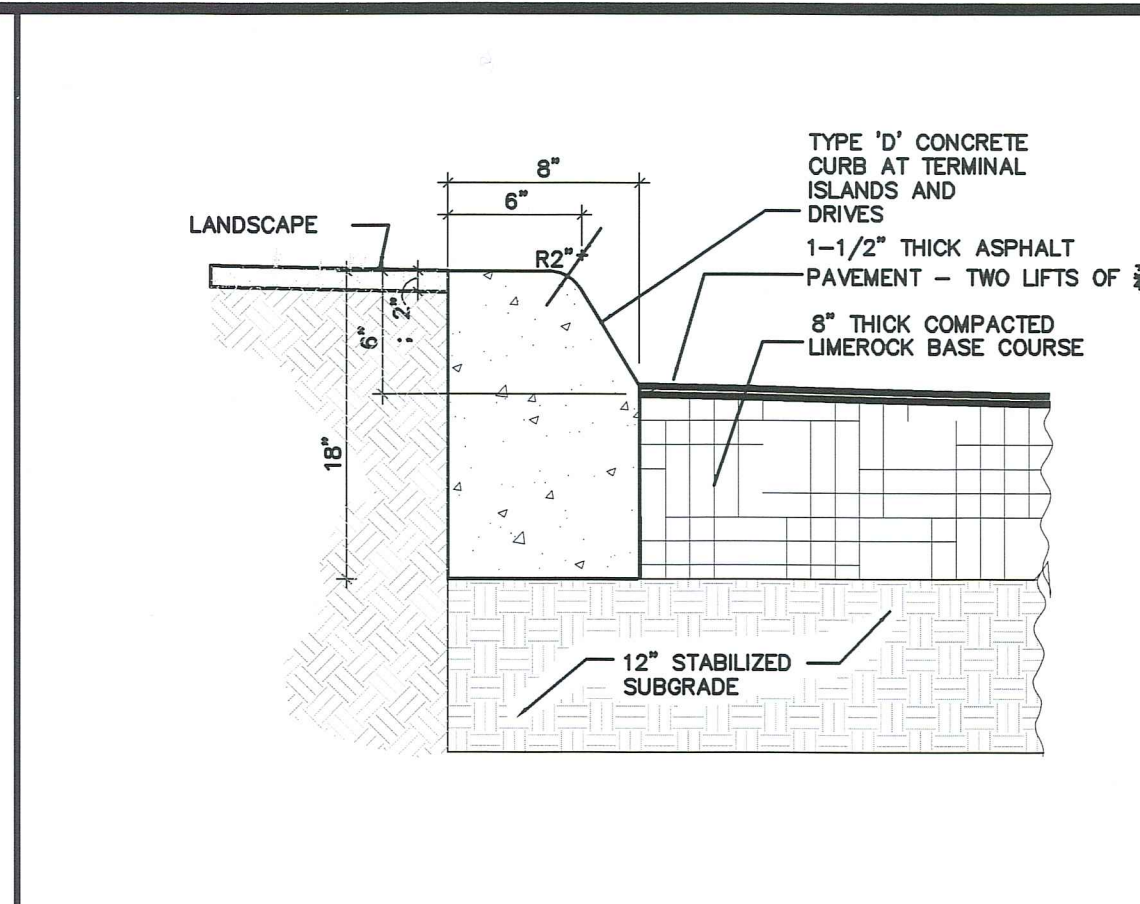 8"
6"
R2"
LANDSCAPE
TYPE 'D' CONCRETE
CURB AT TERMINAL
ISLANDS AND
DRIVES
1-1/2" THICK ASPHALT
PAVEMENT - TWO LIFTS OF
8" THICK COMPACTED
LIMEROCK BASE COURSE
2"
6"
18"
12" STABILIZED
SUBGRADE